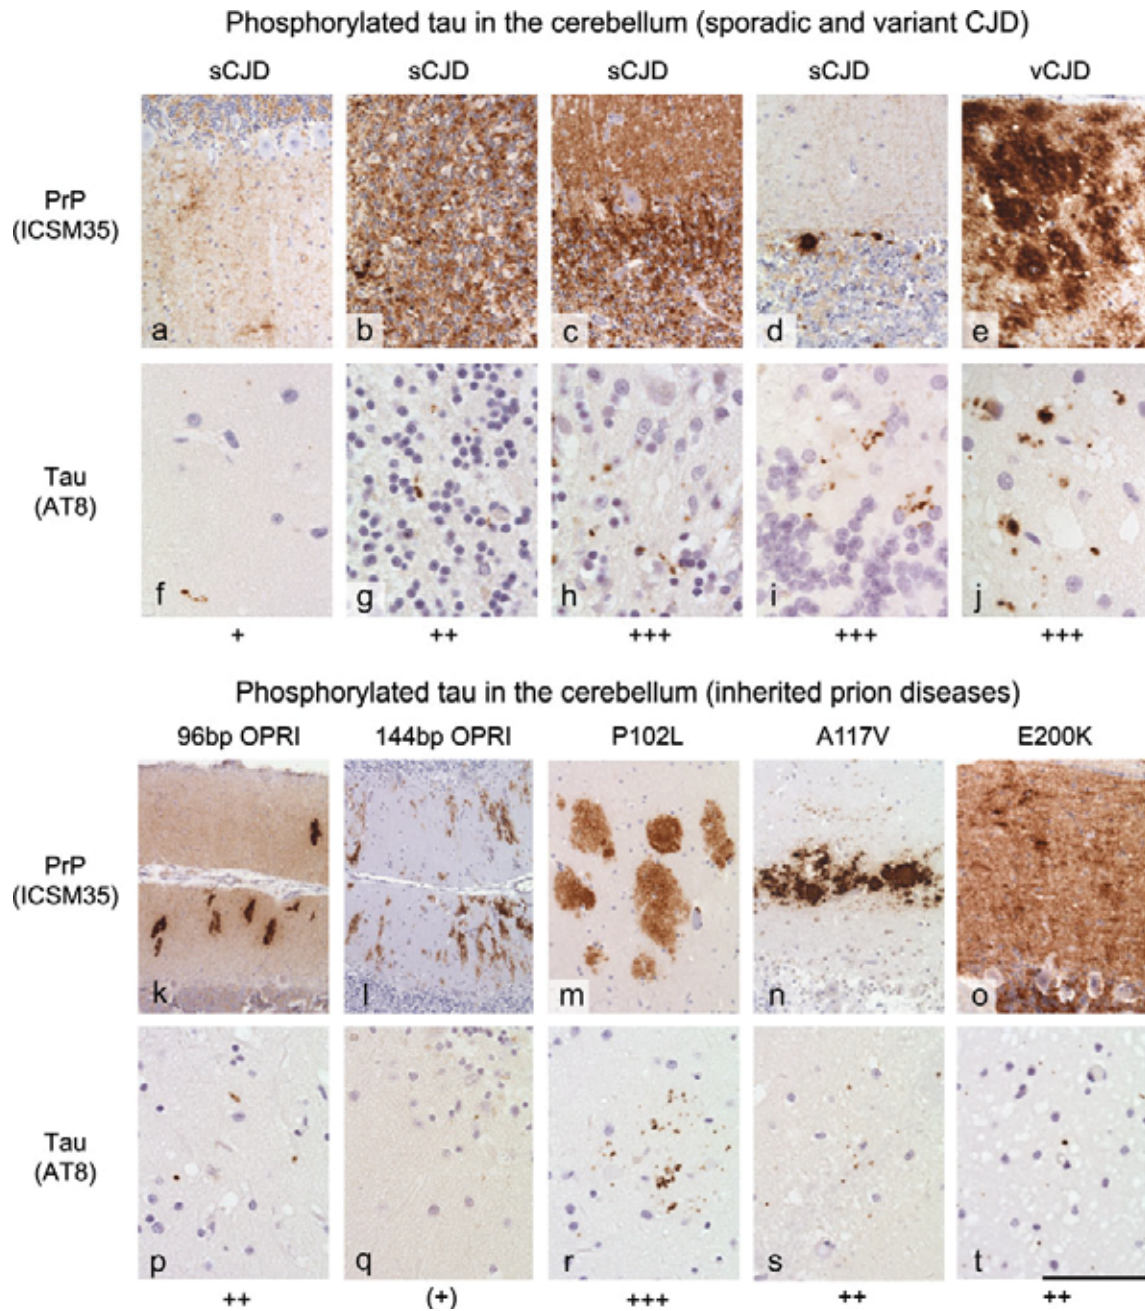 Phosphorylated tau in the cerebellum (sporadic and variant CJD)
sCJD sCJD sCJD sCJD vCJD
PrP
(ICSM35)
a b c d e
Tau
(AT8)
f g h i j
+ ++ +++ +++ +++
Phosphorylated tau in the cerebellum (inherited prion diseases)
96bp OPRI 144bp OPRI P102L A117V E200K
PrP
(ICSM35)
k l m n o
Tau
(AT8)
p q r s t
++ (+) +++ ++ ++